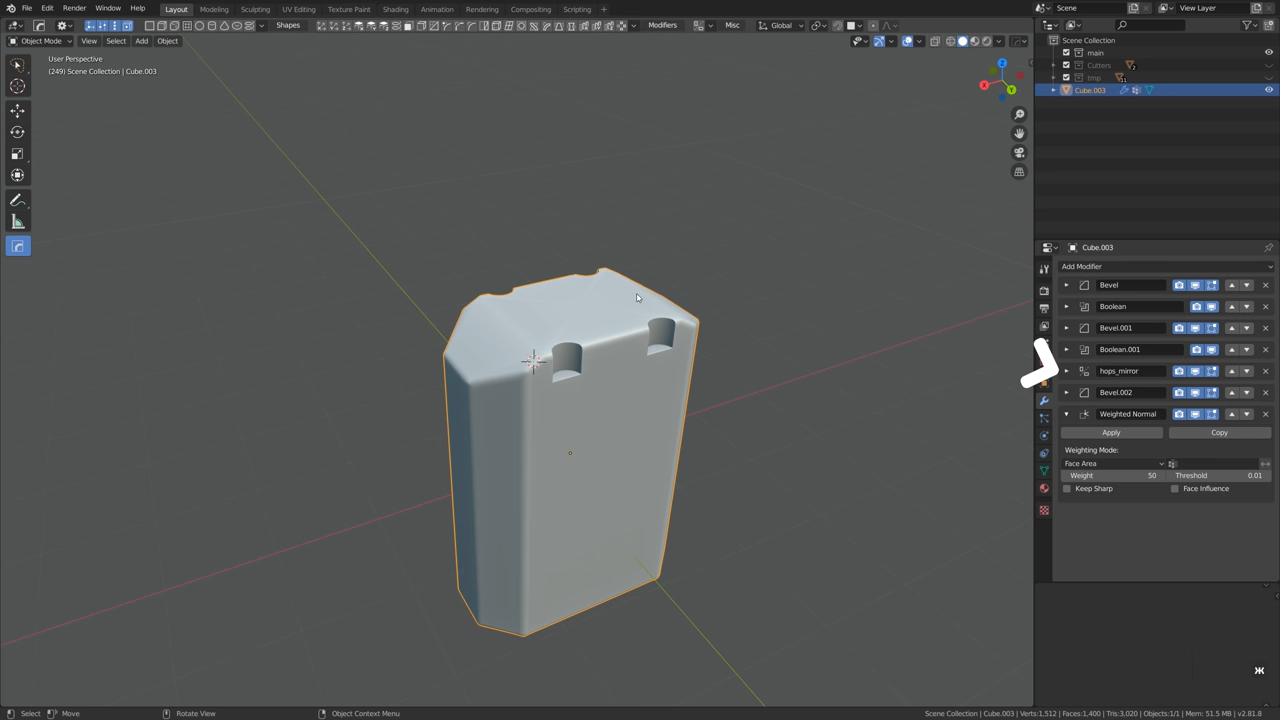 File Edit Render Window Help Layout Modeling Sculpting UV Editing Texture Paint Shading Animation Rendering Compositing Scripting Scene View Layer
Shapes Modifiers Misc Global
Object Mode View Select Add Object
User Perspective
(249) Scene Collection | Cube.003
Scene Collection
main
Cutters
tmp
Cube.003
Cube.003
Add Modifier
Bevel
Boolean
Bevel.001
Boolean.001
hops_mirror
Bevel.002
Weighted Normal
Apply Copy
Weighting Mode:
Face Area
Weight 50 Threshold 0.01
Keep Sharp Face Influence
Z
X
Y
ж
Select Move Rotate View Object Context Menu Scene Collection | Cube.003 | Verts:1,512 | Faces:1,400 | Tris:3,020 | Objects:1/1 | Mem: 51.5 MB | v2.81.8